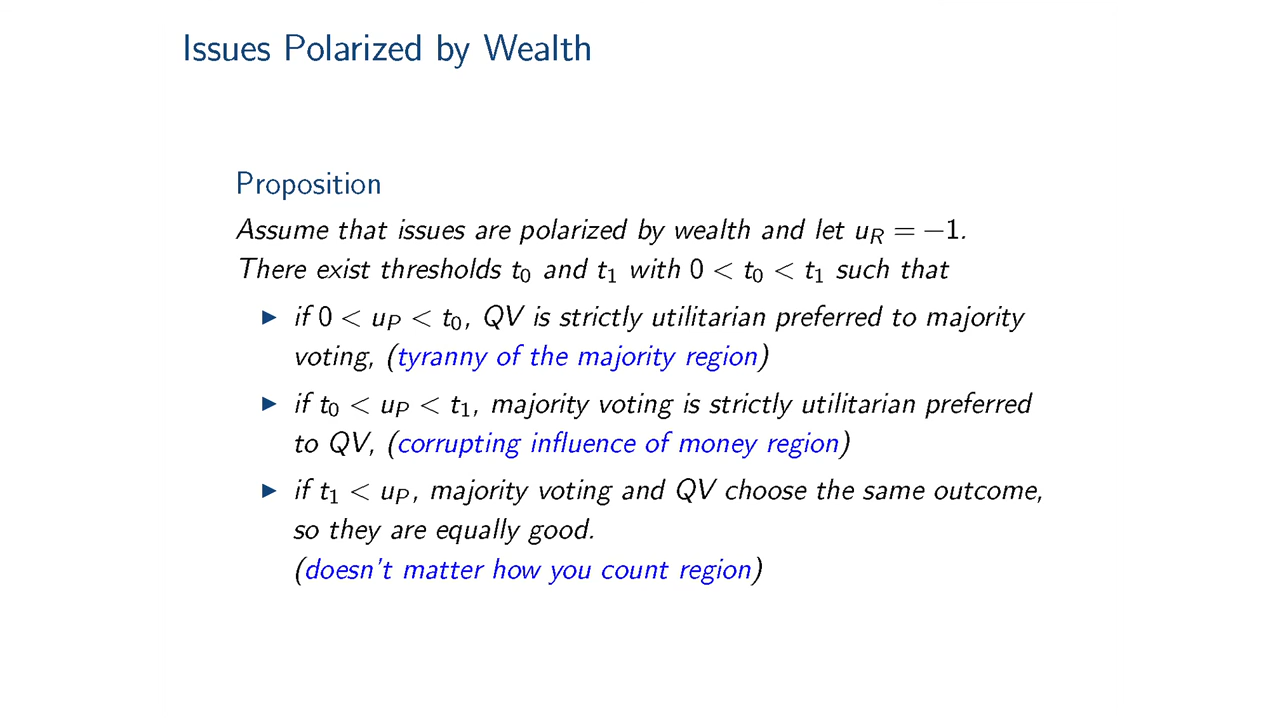 Issues Polarized by Wealth
Proposition
Assume that issues are polarized by wealth and let u_R = −1.
There exist thresholds t_0 and t_1 with 0 < t_0 < t_1 such that
▶ if 0 < u_P < t_0, QV is strictly utilitarian preferred to majority
voting, (tyranny of the majority region)
▶ if t_0 < u_P < t_1, majority voting is strictly utilitarian preferred
to QV, (corrupting influence of money region)
▶ if t_1 < u_P, majority voting and QV choose the same outcome,
so they are equally good.
(doesn't matter how you count region)